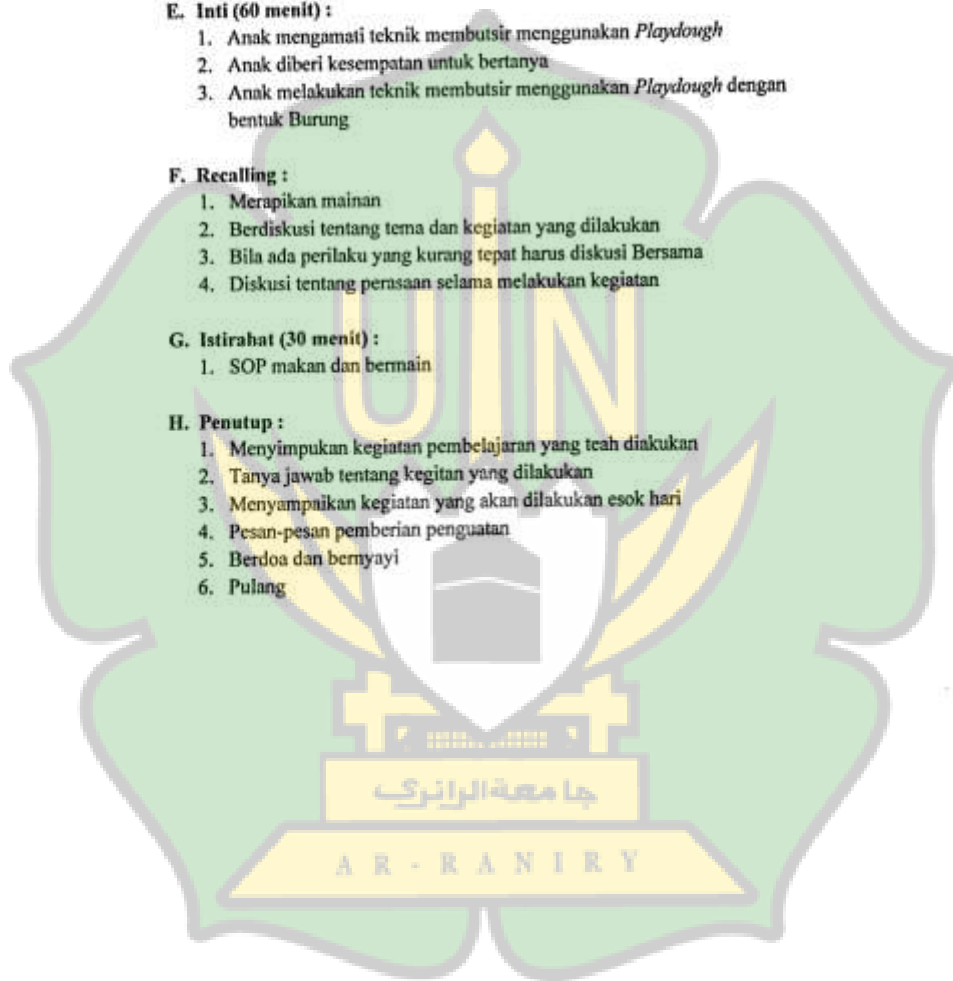 E. Inti (60 menit) :
1. Anak mengamati teknik membutsir menggunakan Playdough
2. Anak diberi kesempatan untuk bertanya
3. Anak melakukan teknik membutsir menggunakan Playdough dengan
bentuk Burung
F. Recalling :
1. Merapikan mainan
2. Berdiskusi tentang tema dan kegiatan yang dilakukan
3. Bila ada perilaku yang kurang tepat harus diskusi Bersama
4. Diskusi tentang perasaan selama melakukan kegiatan
G. Istirahat (30 menit) :
1. SOP makan dan bermain
H. Penutup :
1. Menyimpukan kegiatan pembelajaran yang teah diakukan
2. Tanya jawab tentang kegitan yang dilakukan
3. Menyampaikan kegiatan yang akan dilakukan esok hari
4. Pesan-pesan pemberian penguatan
5. Berdoa dan bernyayi
6. Pulang
UIN
جامعة الرانري
AR-RANIRY